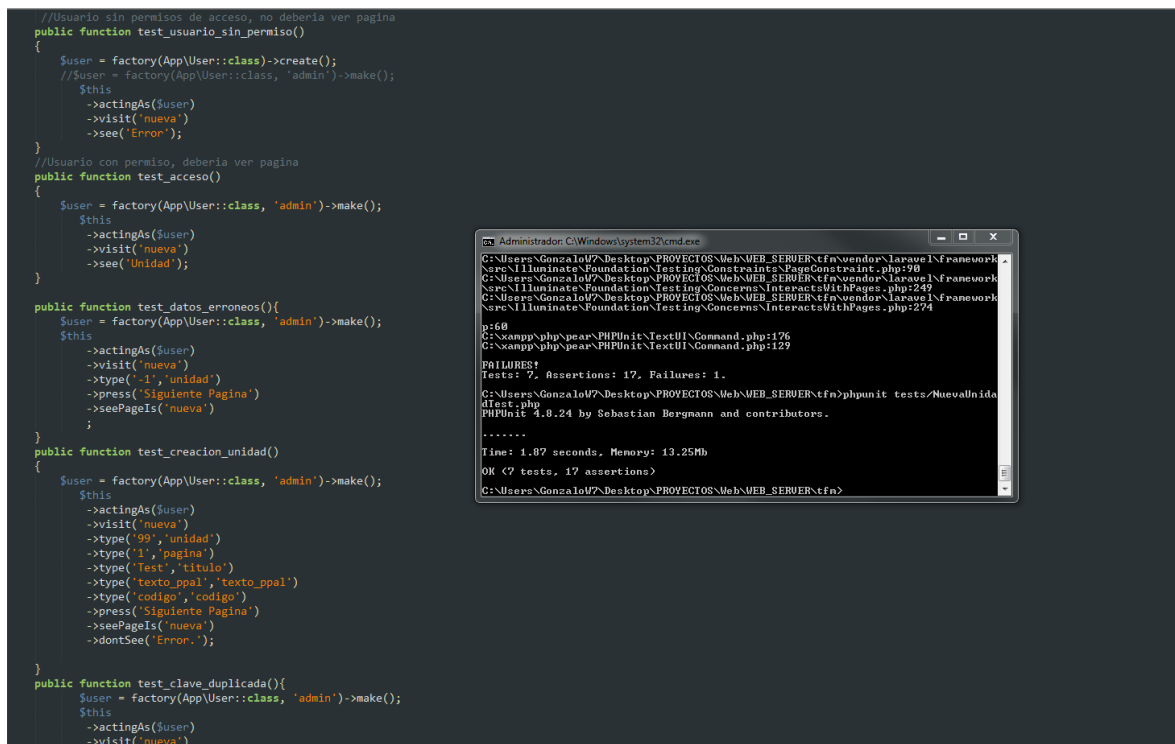 //Usuario sin permisos de acceso, no deberia ver pagina
public function test_usuario_sin_permiso()
{
$user = factory(App\User::class)->create();
//$user = factory(App\User::class, 'admin')->make();
$this
->actingAs($user)
->visit('nueva')
->see('Error');
}
//Usuario con permiso, deberia ver pagina
public function test_acceso()
{
$user = factory(App\User::class, 'admin')->make();
$this
->actingAs($user)
->visit('nueva')
->see('Unidad');
}
public function test_datos_erroneos(){
$user = factory(App\User::class, 'admin')->make();
$this
->actingAs($user)
->visit('nueva')
->type('-1','unidad')
->press('Siguiente Pagina')
->seePageIs('nueva')
;
}
public function test_creacion_unidad()
{
$user = factory(App\User::class, 'admin')->make();
$this
->actingAs($user)
->visit('nueva')
->type('99','unidad')
->type('1','pagina')
->type('Test','titulo')
->type('texto_ppal','texto_ppal')
->type('codigo','codigo')
->press('Siguiente Pagina')
->seePageIs('nueva')
->dontSee('Error.');
}
public function test_clave_duplicada(){
$user = factory(App\User::class, 'admin')->make();
$this
->actingAs($user)
->visit('nueva')
Administrador: C:\Windows\system32\cmd.exe
C:\Users\GonzaloW7\Desktop\PROYECTOS\Web\WEB_SERVER\tfm\vendor\laravel\framework
\src\Illuminate\Foundation\Testing\Constraints\PageConstraint.php:90
C:\Users\GonzaloW7\Desktop\PROYECTOS\Web\WEB_SERVER\tfm\vendor\laravel\framework
\src\Illuminate\Foundation\Testing\Concerns\InteractsWithPages.php:249
C:\Users\GonzaloW7\Desktop\PROYECTOS\Web\WEB_SERVER\tfm\vendor\laravel\framework
\src\Illuminate\Foundation\Testing\Concerns\InteractsWithPages.php:274
p:60
C:\xampp\php\pear\PHPUnit\TextUI\Command.php:176
C:\xampp\php\pear\PHPUnit\TextUI\Command.php:129
FAILURES!
Tests: 7, Assertions: 17, Failures: 1.
C:\Users\GonzaloW7\Desktop\PROYECTOS\Web\WEB_SERVER\tfm>phpunit tests/NuevaUnida
dTest.php
PHPUnit 4.8.24 by Sebastian Bergmann and contributors.
.......
Time: 1.87 seconds, Memory: 13.25Mb
OK (7 tests, 17 assertions)
C:\Users\GonzaloW7\Desktop\PROYECTOS\Web\WEB_SERVER\tfm>